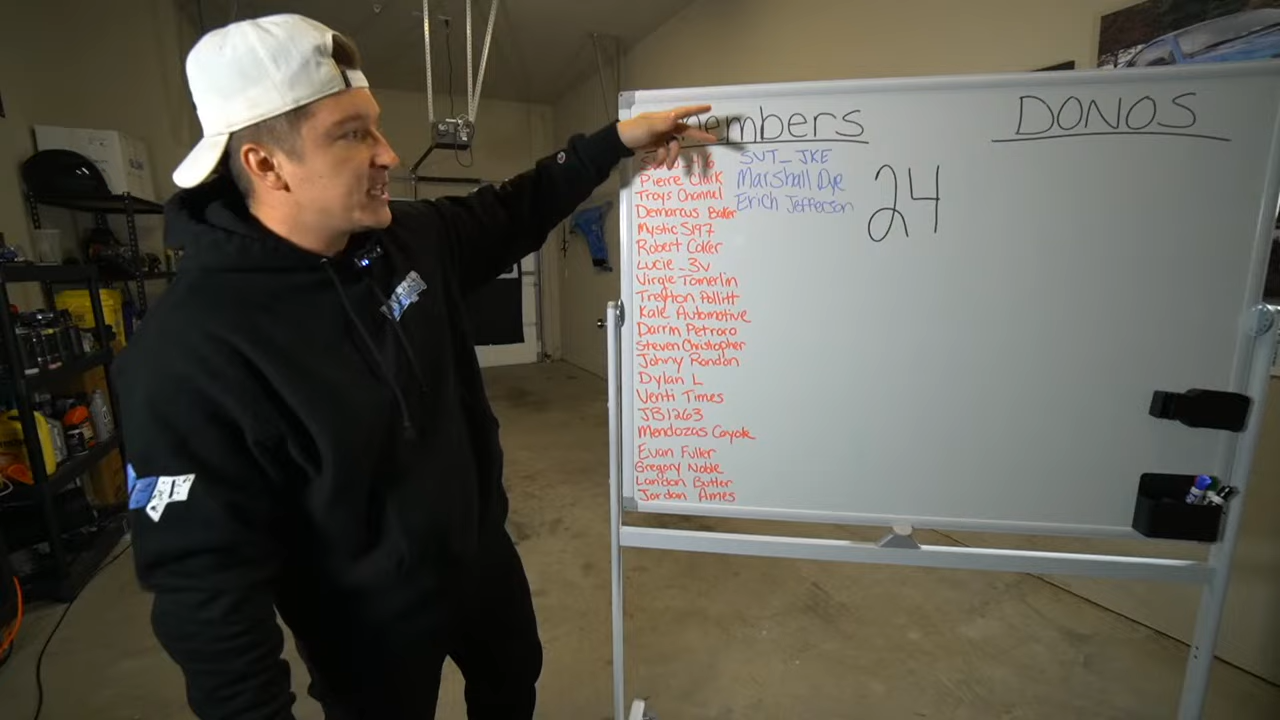 members
DONOS
Pierre Clark
Troys Channel
Demarcus Baker
Mystic S197
Robert Coker
Lucie_3v
Virgle Tomerlin
Treyton Pollitt
Kale Automotive
Darrin Petroro
Steven Christopher
Johny Rondon
Dylan L
Venti Times
JB1263
Mendozas Coyote
Evan Fuller
Gregory Noble
Landon Butler
Jordan Ames
SVT_JKE
Marshall Dye
Erich Jefferson
24